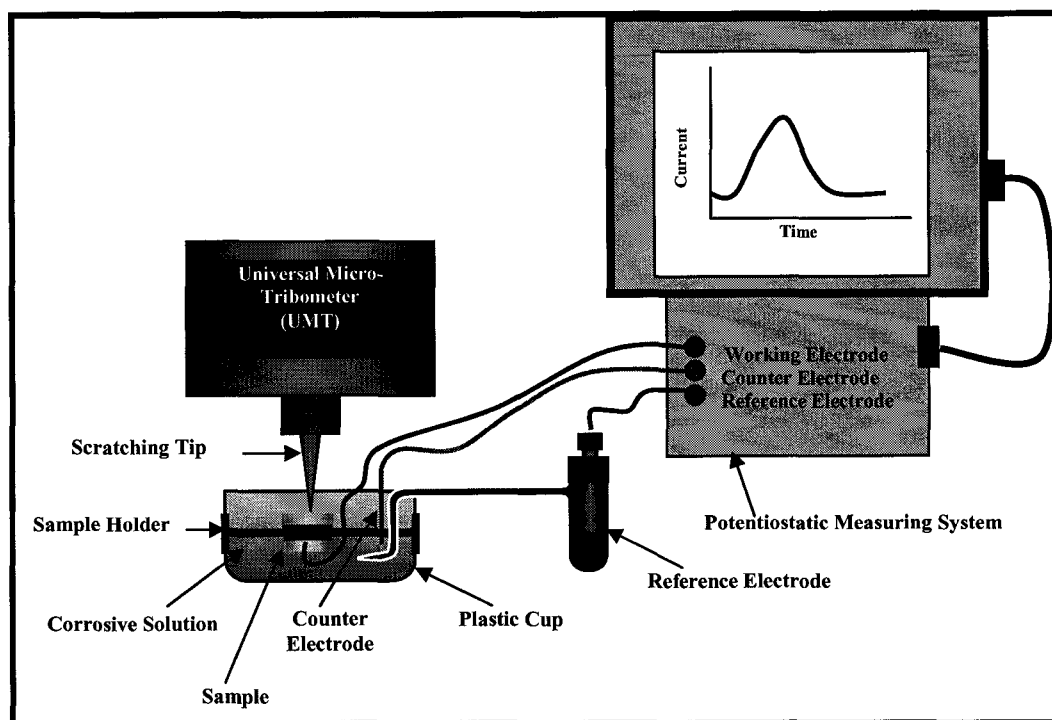 Current
Time
Universal Micro-
Tribometer
(UMT)
Working Electrode
Counter Electrode
Reference Electrode
Scratching Tip
Sample Holder
Potentiostatic Measuring System
Reference Electrode
Corrosive Solution
Counter
Electrode
Plastic Cup
Sample